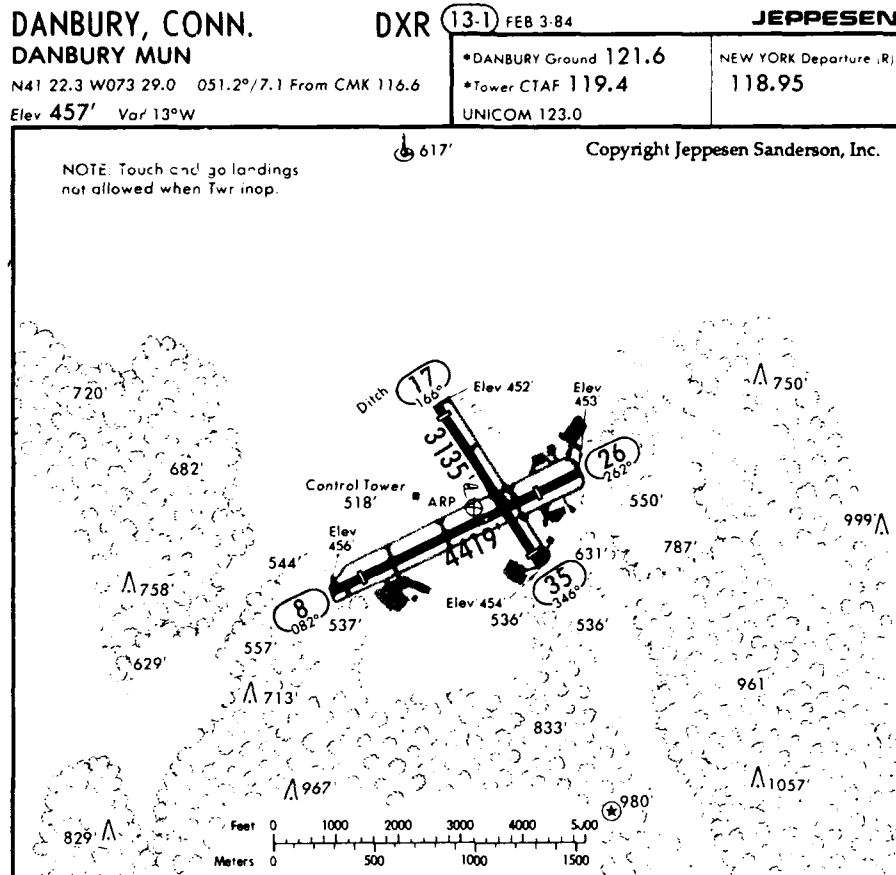 DANBURY, CONN. DXR 13-1 FEB 3-84 JEPPESEN
DANBURY MUN
N41 22.3 W073 29.0 051.2°/7.1 From CMK 116.6
Elev 457' Var 13°W
*DANBURY Ground 121.6
*Tower CTAF 119.4
UNICOM 123.0
NEW YORK Departure (R)
118.95
617'
Copyright Jeppesen Sanderson, Inc.
NOTE: Touch and go landings
not allowed when Twr inop.
720'
750'
Ditch
17
166°
Elev 452'
Elev
453
3135'
26
262°
682'
Control Tower
518'
ARP
550'
999'
Elev
456'
4419'
544'
631'
787'
758'
8
082°
537'
Elev 454'
35
346°
536'
536'
557'
629'
713'
961
833'
967'
1057'
980'
829'
Feet 0 1000 2000 3000 4000 5000
Meters 0 500 1000 1500